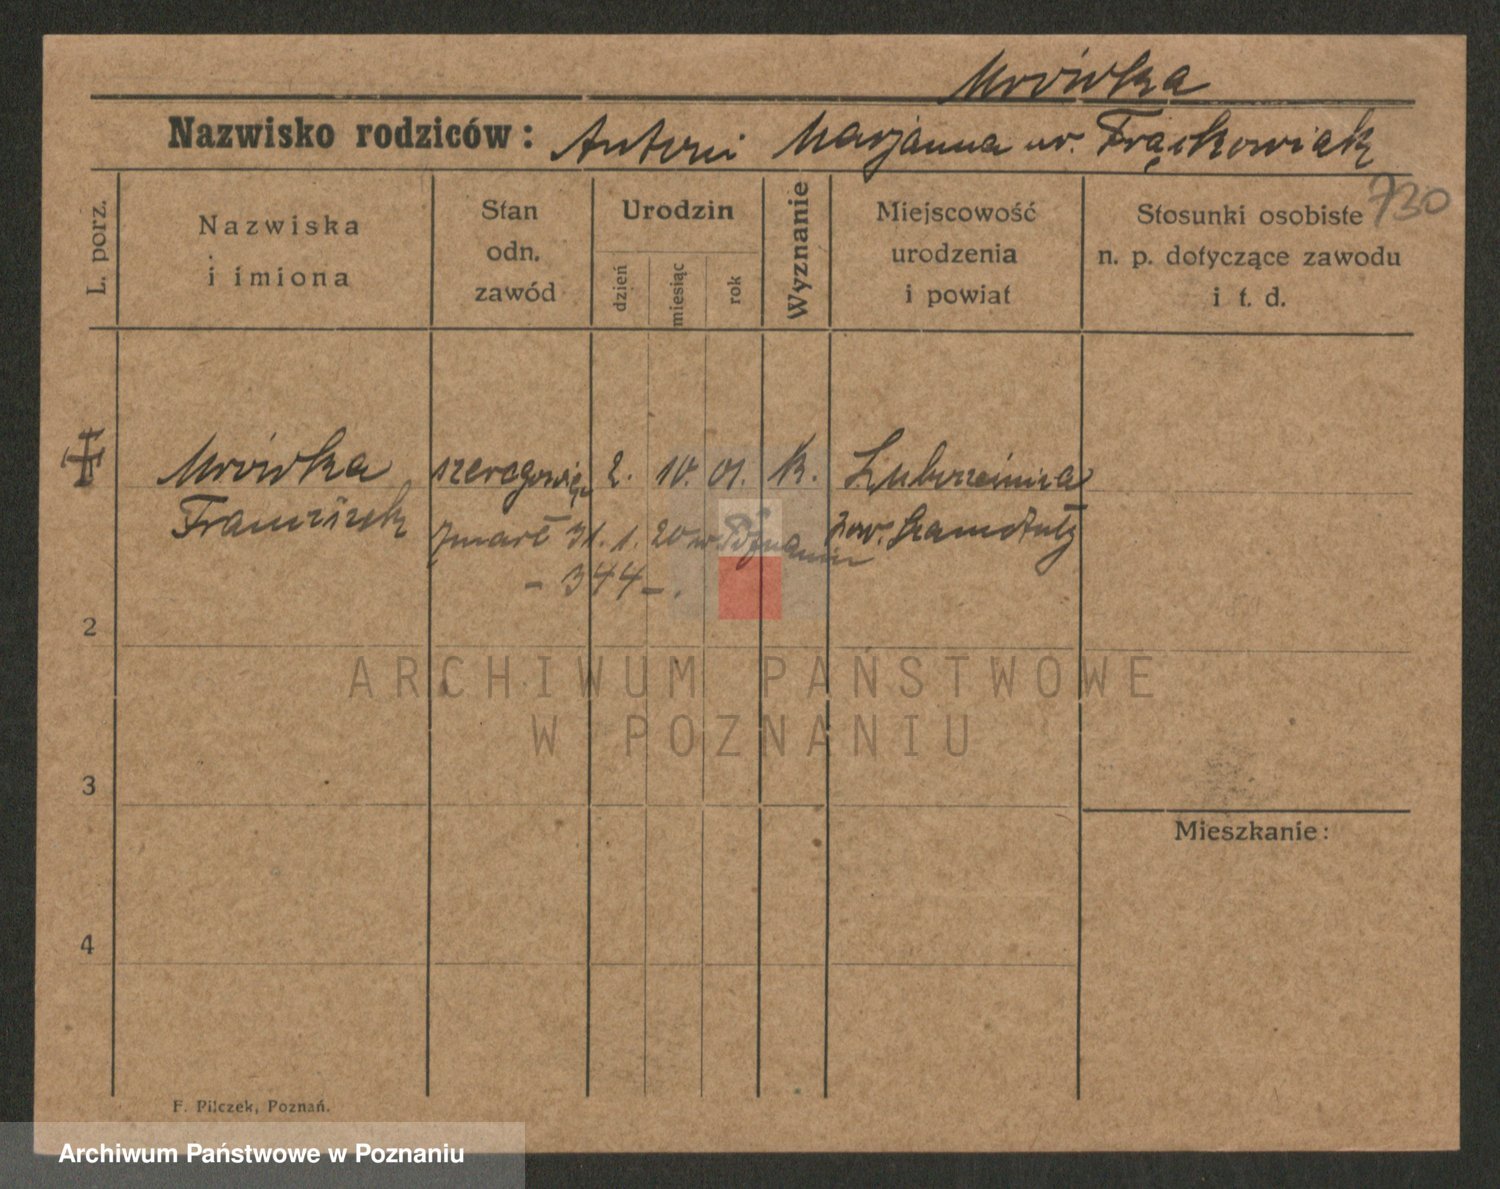 Mrówka
Nazwisko rodziców: Antoni Marjanna ur. Frąckowiak
730
L. porz.
Nazwiska
i imiona
Stan
odn.
zawód
Urodzin
dzień
miesiąc
rok
Wyznanie
Miejscowość
urodzenia
i powiat
Stosunki osobiste
n. p. dotyczące zawodu
i t. d.
Mrówka szeregowiec 2. 10. 01. k.
Franciszek zmarł 31. 1. 20 w Poznaniu pow. Szamotuły
- 344 -.
2
ARCHIWUM PAŃSTWOWE
W POZNANIU
3
Mieszkanie:
4
F. Pilczek, Poznań.
Archiwum Państwowe w Poznaniu